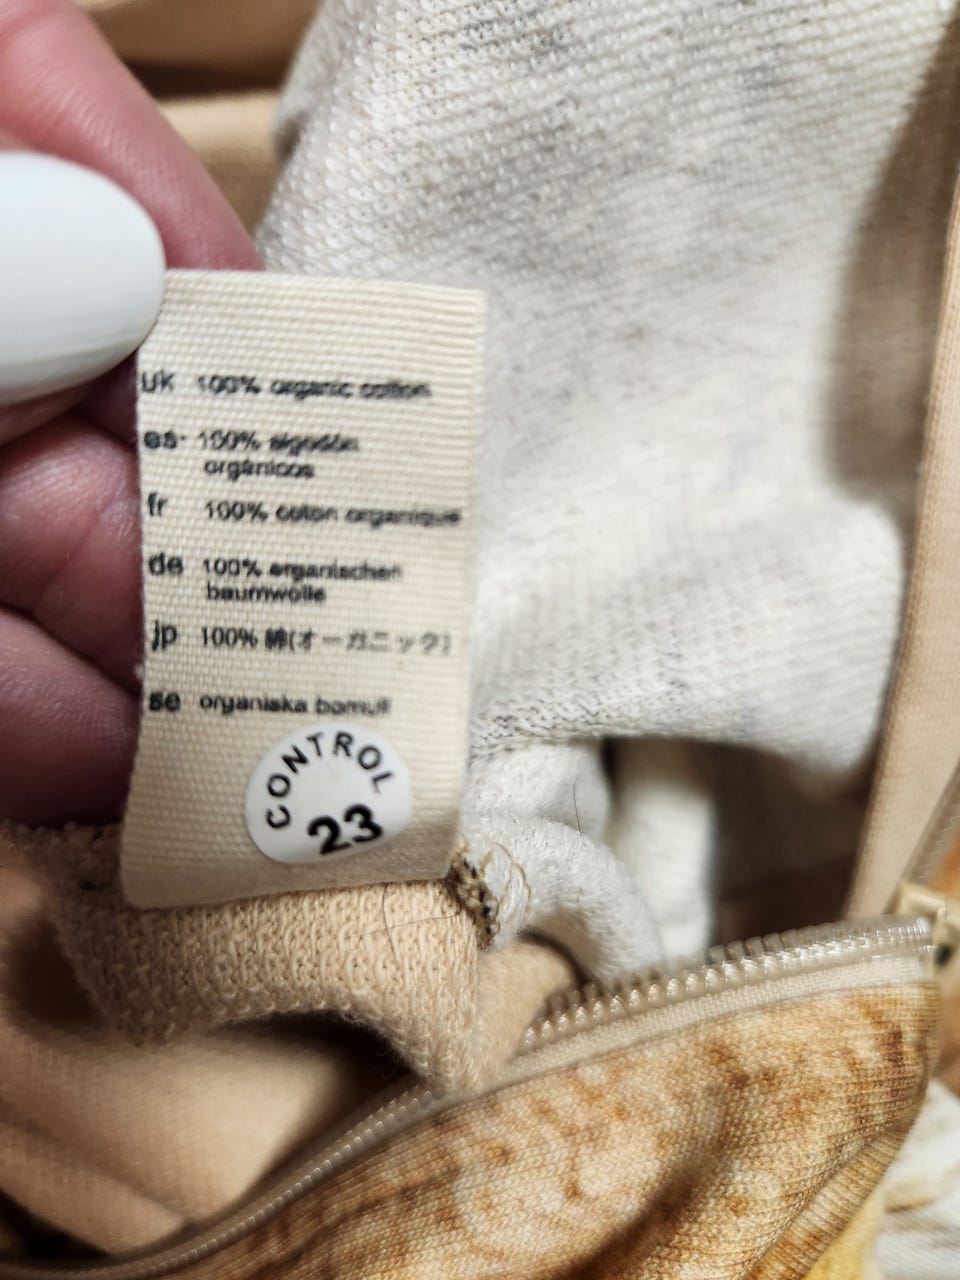 uk 100% organic cotton
es- 100% algodón
orgánicos
fr 100% coton organique
de 100% organischen
baumwolle
jp 100% 綿(オーガニック)
se organiska bomull
CONTROL
23